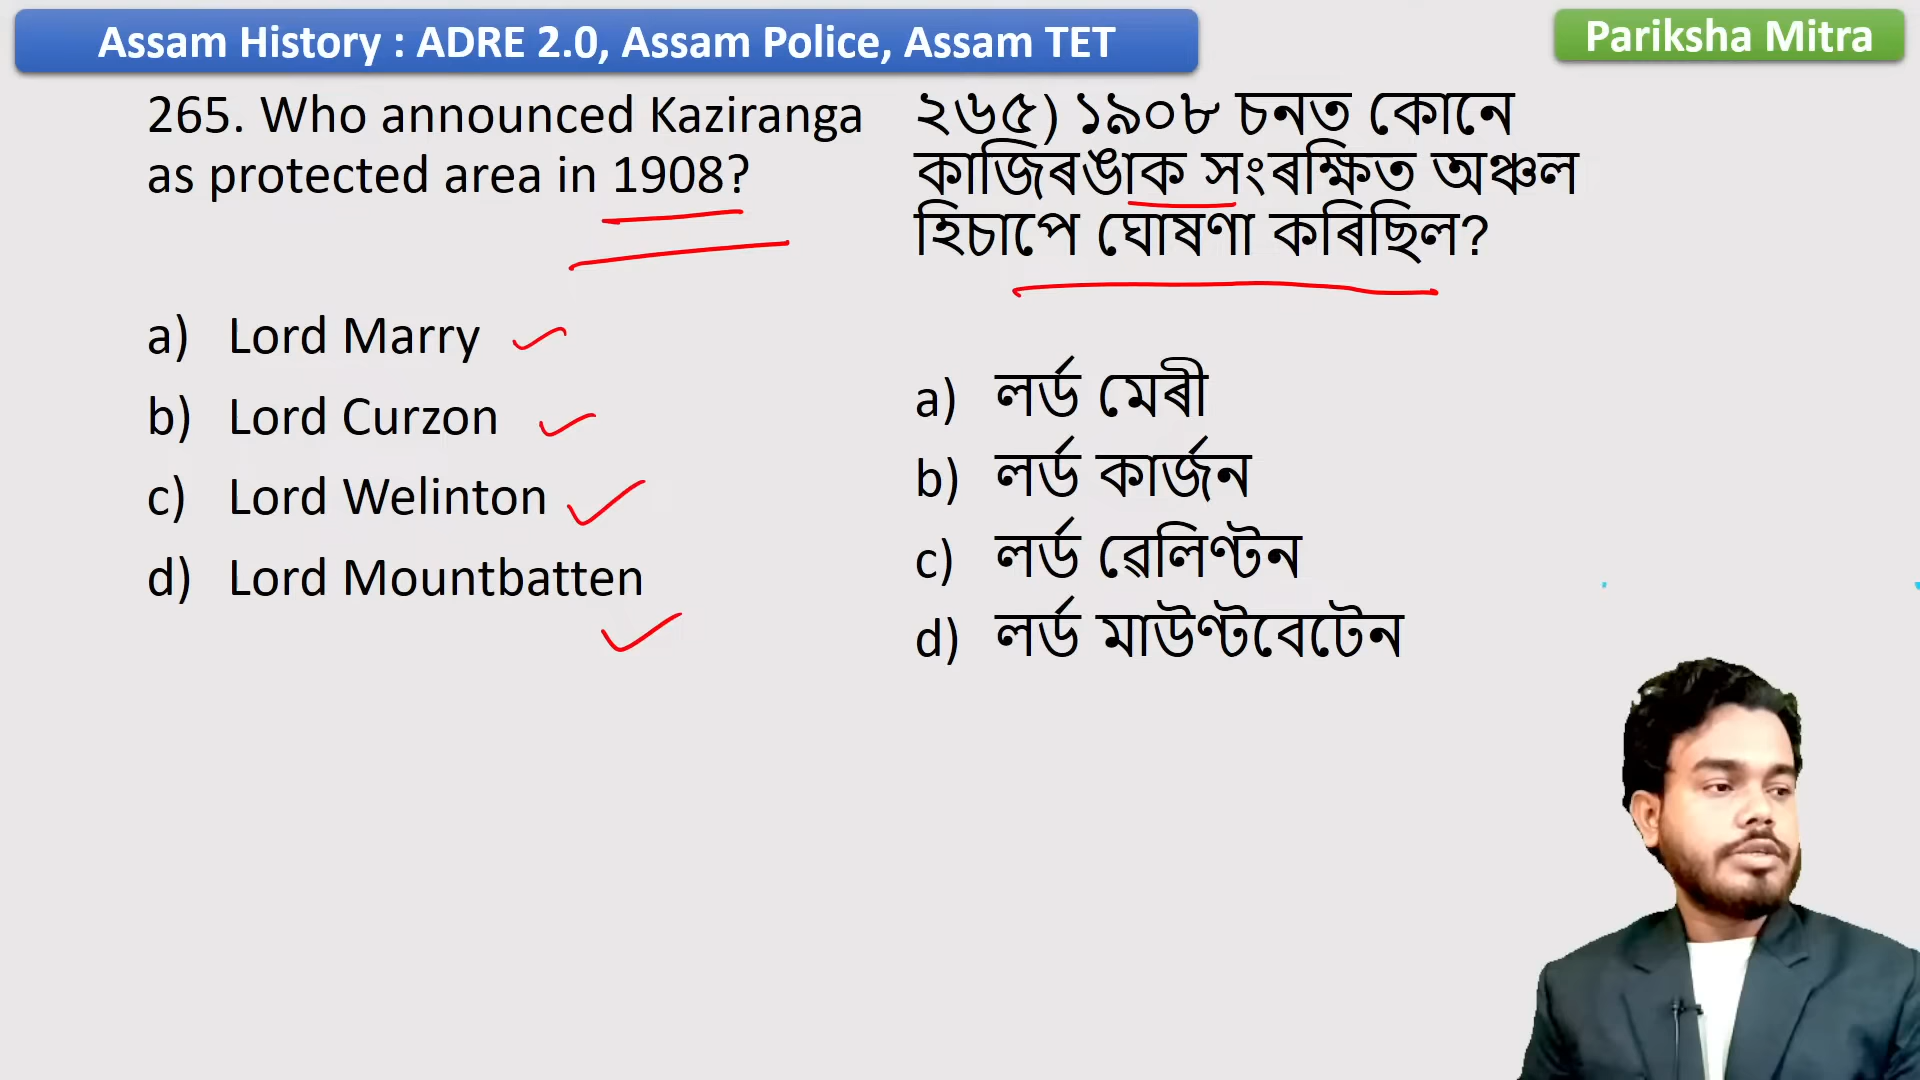 Assam History : ADRE 2.0, Assam Police, Assam TET
Pariksha Mitra
265. Who announced Kaziranga
as protected area in 1908?
a) Lord Marry
b) Lord Curzon
c) Lord Welinton
d) Lord Mountbatten
২৬৫) ১৯০৮ চনত কোনে
কাজিৰঙাক সংৰক্ষিত অঞ্চল
হিচাপে ঘোষণা কৰিছিল?
a) লৰ্ড মেৰী
b) লৰ্ড কাৰ্জন
c) লৰ্ড ৱেলিণ্টন
d) লৰ্ড মাউণ্টবেটেন